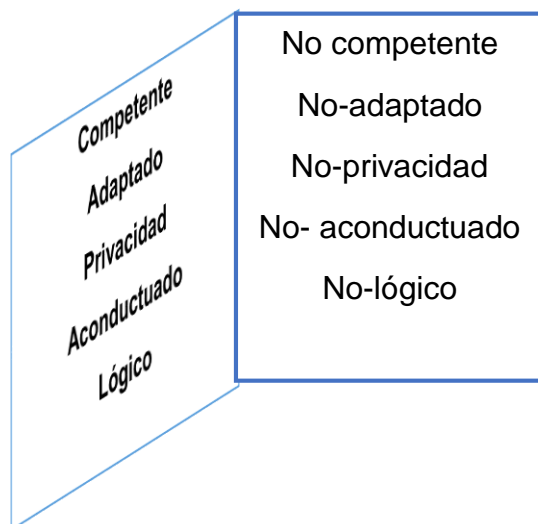 Competente
Adaptado
Privacidad
Aconductuado
Lógico
No competente
No-adaptado
No-privacidad
No- aconductuado
No-lógico